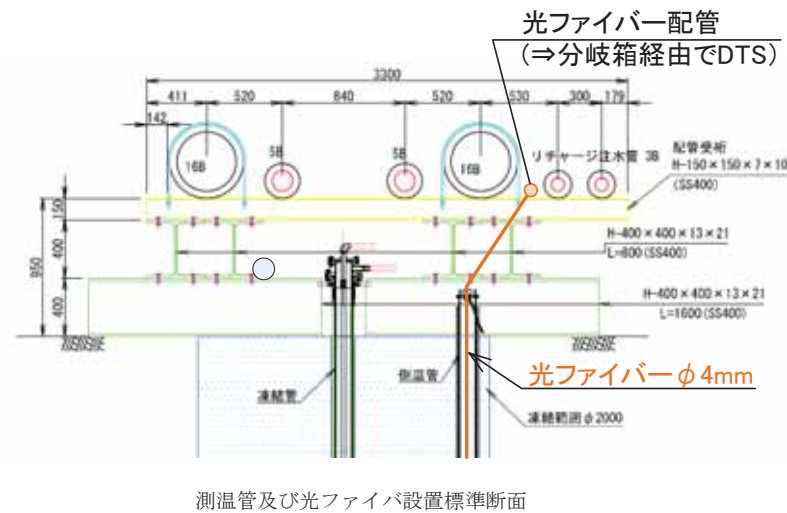 光ファイバー配管
(⇒分岐箱経由でDTS)
3300
411 520 840 520 530 300 179
142
16B
5B
5B
16B
リチャージ注水管 3B
配管受桁
H-150×150×7×10
(SS400)
150
400
950
400
H-400×400×13×21
L=800(SS400)
H-400×400×13×21
L=1600(SS400)
凍結管
測温管
光ファイバーφ4mm
凍結範囲φ2000
測温管及び光ファイバ設置標準断面